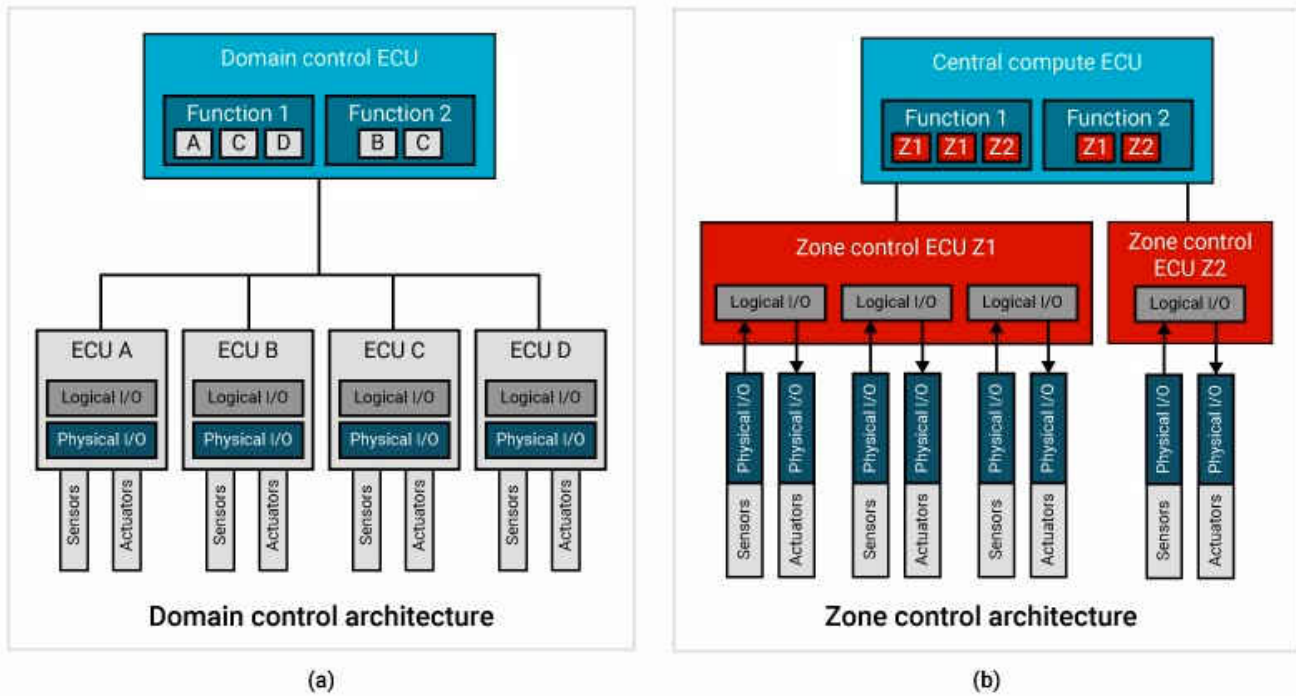 Domain control ECU
Function 1
A C D
Function 2
B C
ECU A
Logical I/O
Physical I/O
Sensors
Actuators
ECU B
Logical I/O
Physical I/O
Sensors
Actuators
ECU C
Logical I/O
Physical I/O
Sensors
Actuators
ECU D
Logical I/O
Physical I/O
Sensors
Actuators
Domain control architecture
(a)
Central compute ECU
Function 1
Z1 Z1 Z2
Function 2
Z1 Z2
Zone control ECU Z1
Logical I/O
Logical I/O
Logical I/O
Physical I/O
Sensors
Physical I/O
Actuators
Physical I/O
Sensors
Physical I/O
Actuators
Physical I/O
Sensors
Physical I/O
Actuators
Zone control
ECU Z2
Logical I/O
Physical I/O
Sensors
Physical I/O
Actuators
Zone control architecture
(b)